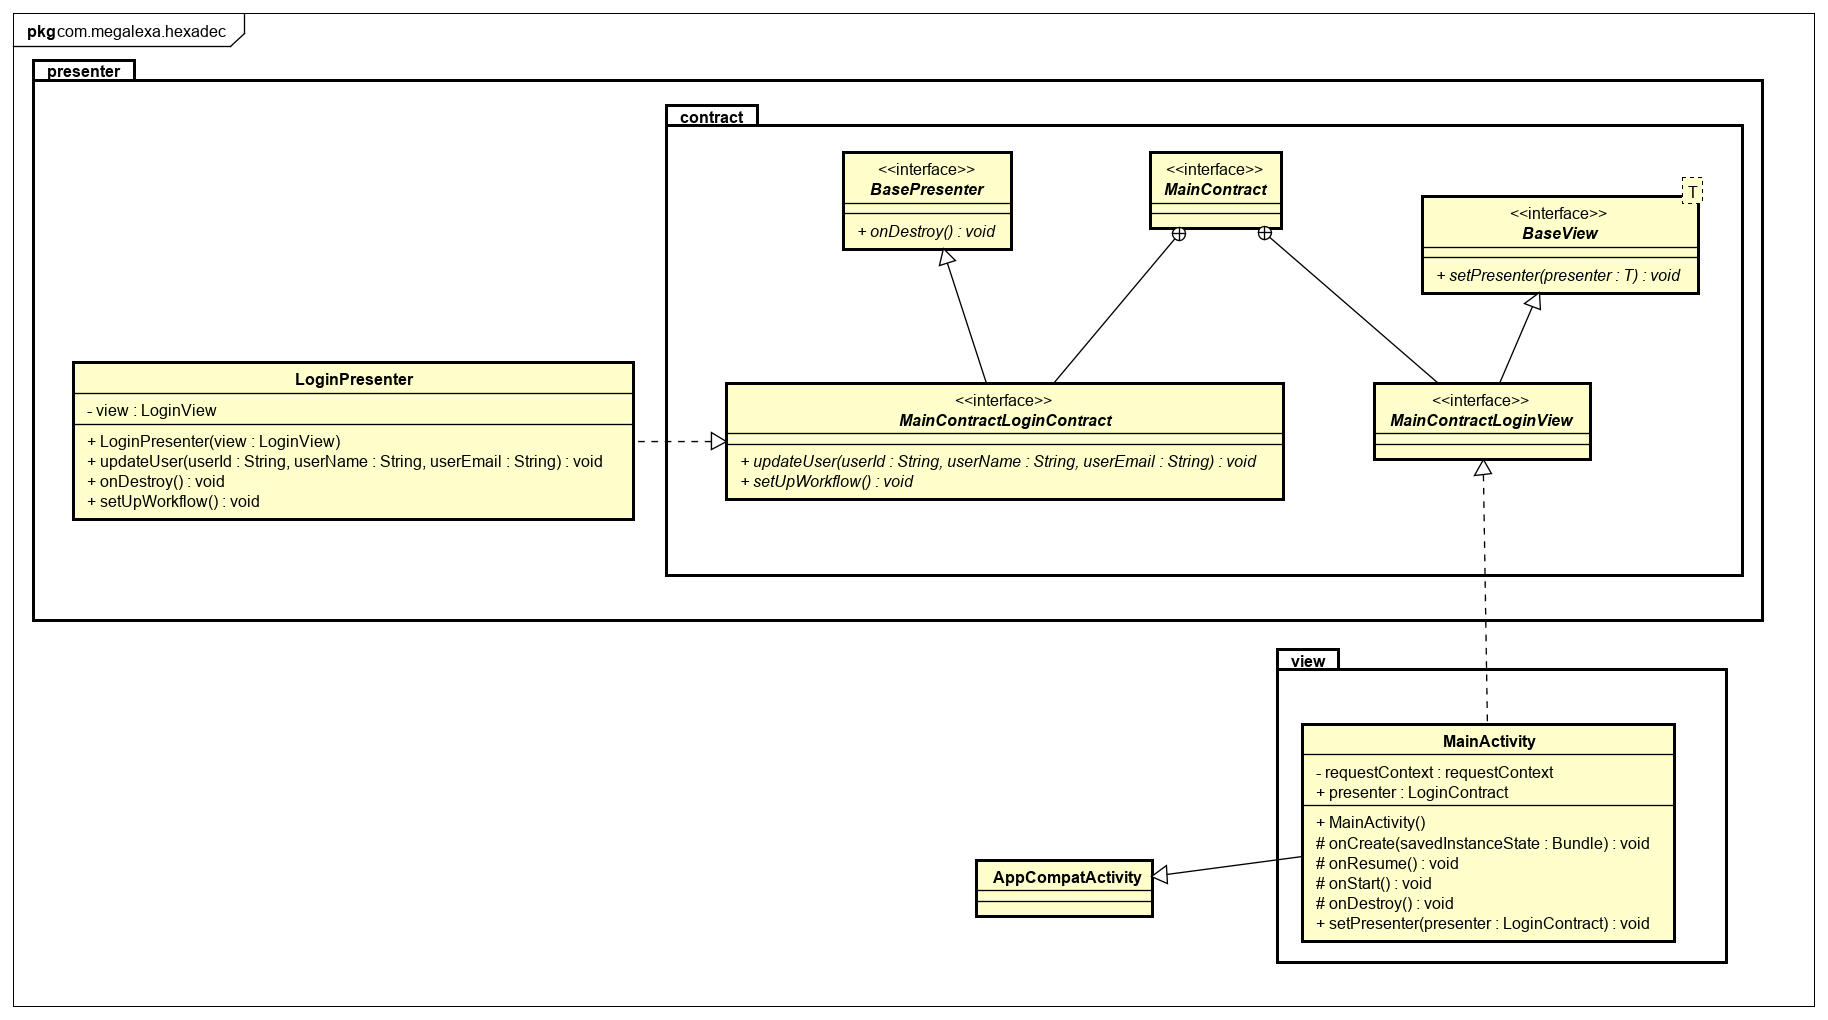 pkg com.megalexa.hexadec
presenter
contract
<<interface>>
BasePresenter
+ onDestroy() : void
<<interface>>
MainContract
T
<<interface>>
BaseView
+ setPresenter(presenter : T) : void
LoginPresenter
- view : LoginView
+ LoginPresenter(view : LoginView)
+ updateUser(userId : String, userName : String, userEmail : String) : void
+ onDestroy() : void
+ setUpWorkflow() : void
<<interface>>
MainContractLoginContract
+ updateUser(userId : String, userName : String, userEmail : String) : void
+ setUpWorkflow() : void
<<interface>>
MainContractLoginView
view
MainActivity
- requestContext : requestContext
+ presenter : LoginContract
+ MainActivity()
# onCreate(savedInstanceState : Bundle) : void
# onResume() : void
# onStart() : void
# onDestroy() : void
+ setPresenter(presenter : LoginContract) : void
AppCompatActivity